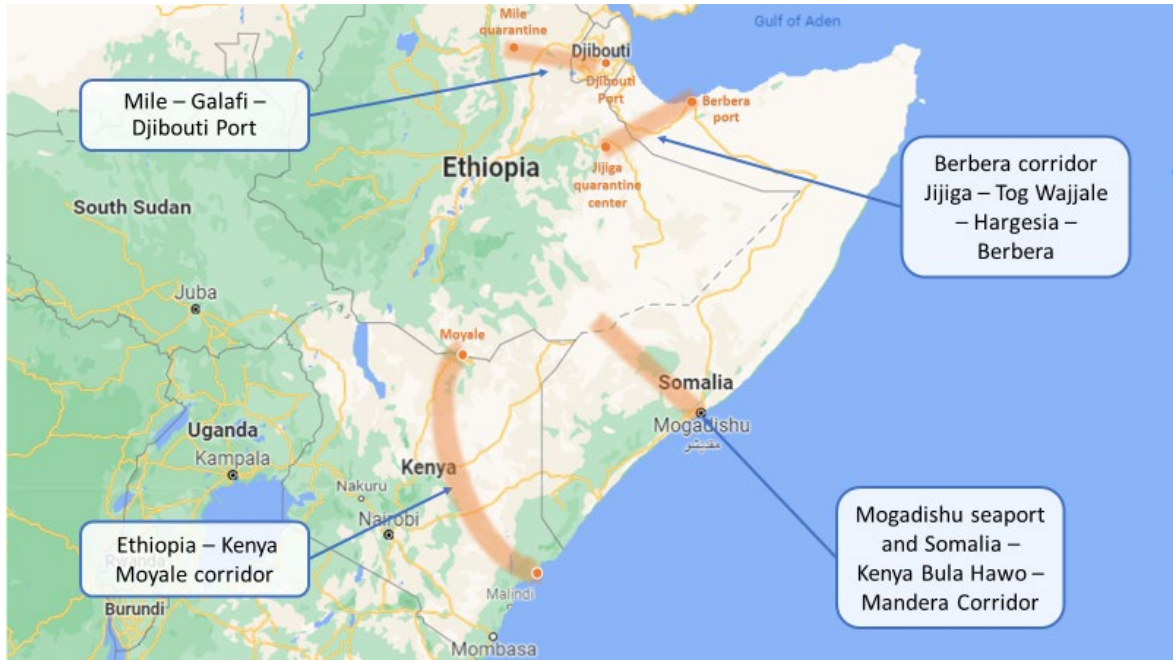 Gulf of Aden
Mile
quarantine
Djibouti
Djibouti
Port
Mile – Galafi –
Djibouti Port
Berbera
port
Ethiopia
Jijiga
quarantine
center
Berbera corridor
Jijiga – Tog Wajjale
– Hargesia –
Berbera
South Sudan
Juba
Moyale
Somalia
Mogadishu
مقديشو
Uganda
Kampala
Kenya
Nakuru
Nairobi
Ethiopia – Kenya
Moyale corridor
Mogadishu seaport
and Somalia –
Kenya Bula Hawo –
Mandera Corridor
Rwanda
Burundi
Malindi
Mombasa